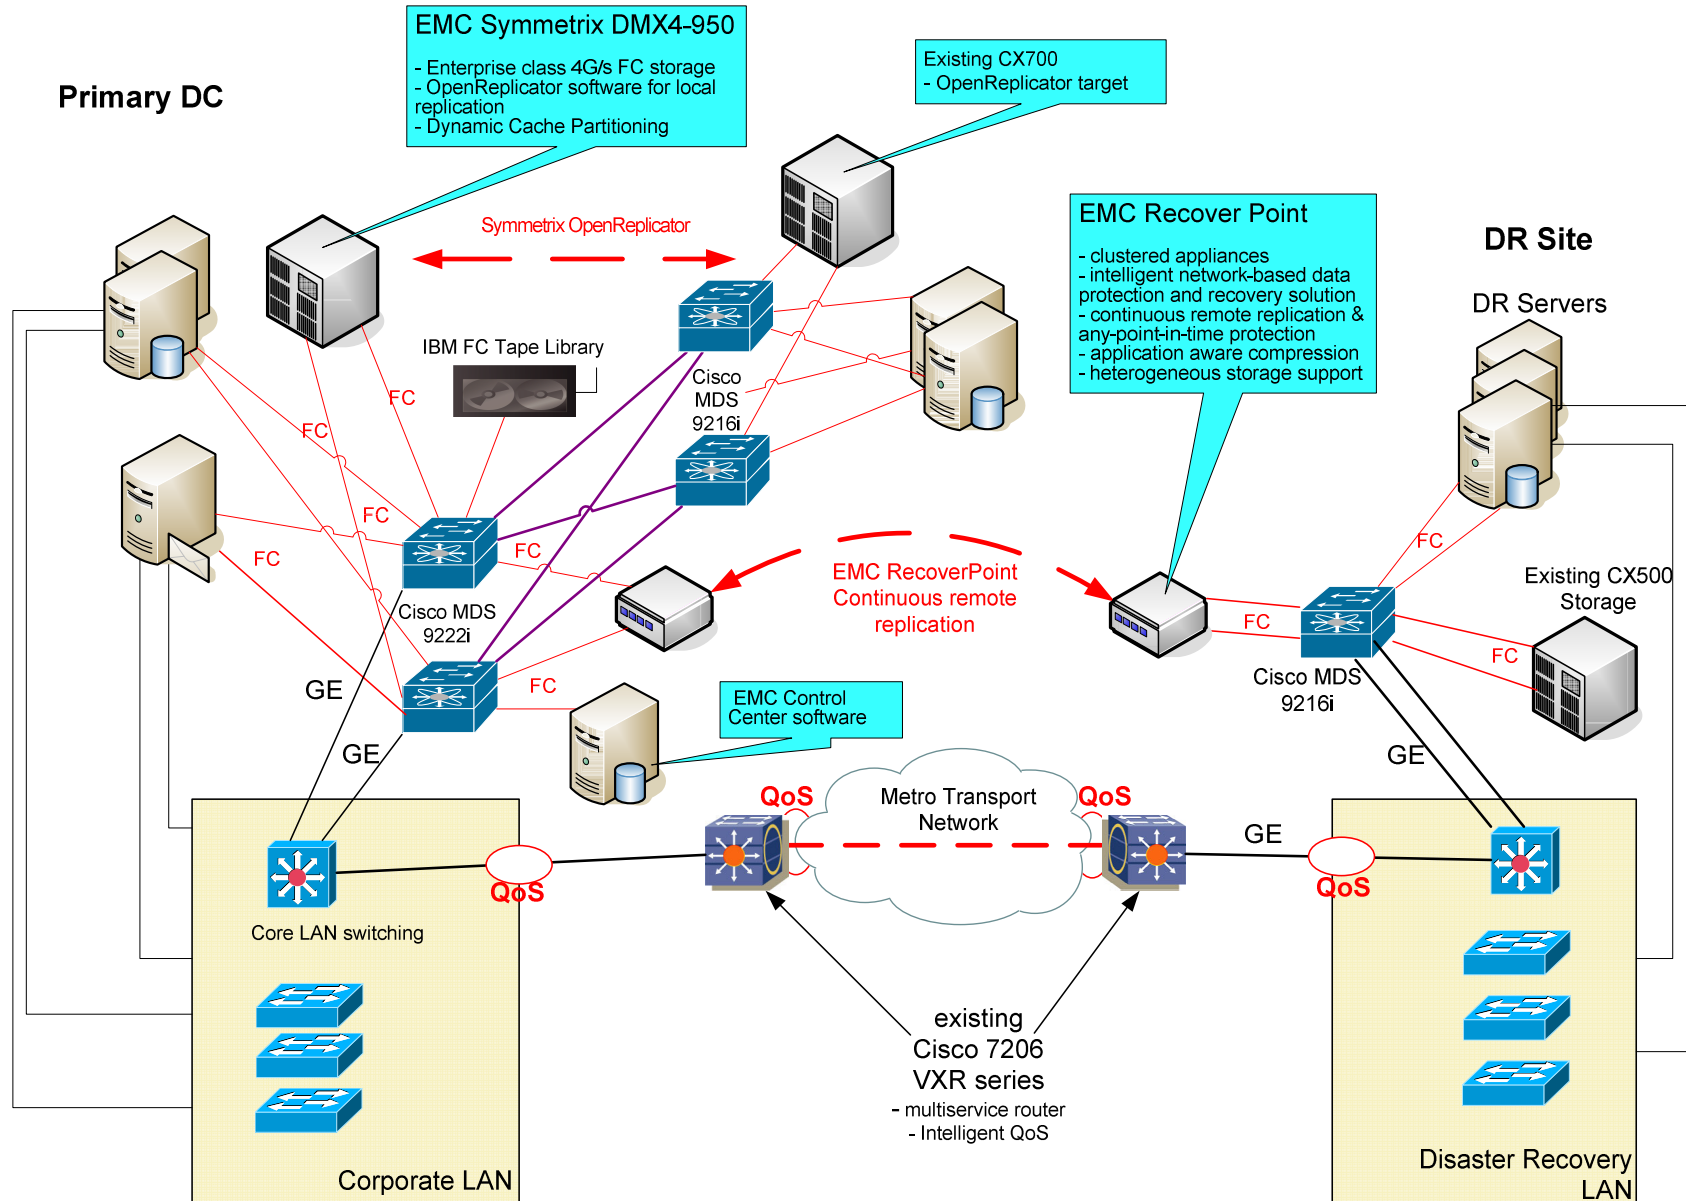 Primary DC
EMC Symmetrix DMX4-950
- Enterprise class 4G/s FC storage
- OpenReplicator software for local
replication
- Dynamic Cache Partitioning
Existing CX700
- OpenReplicator target
Symmetrix OpenReplicator
EMC Recover Point
- clustered appliances
- intelligent network-based data
protection and recovery solution
- continuous remote replication &
any-point-in-time protection
- application aware compression
- heterogeneous storage support
DR Site
DR Servers
IBM FC Tape Library
Cisco
MDS
9216i
FC
FC
FC
FC
FC
FC
Cisco MDS
9222i
EMC RecoverPoint
Continuous remote
replication
FC
FC
FC
Existing CX500
Storage
Cisco MDS
9216i
GE
GE
GE
EMC Control
Center software
QoS
Metro Transport
Network
QoS
GE
QoS
QoS
Core LAN switching
existing
Cisco 7206
VXR series
- multiservice router
- Intelligent QoS
Corporate LAN
Disaster Recovery
LAN